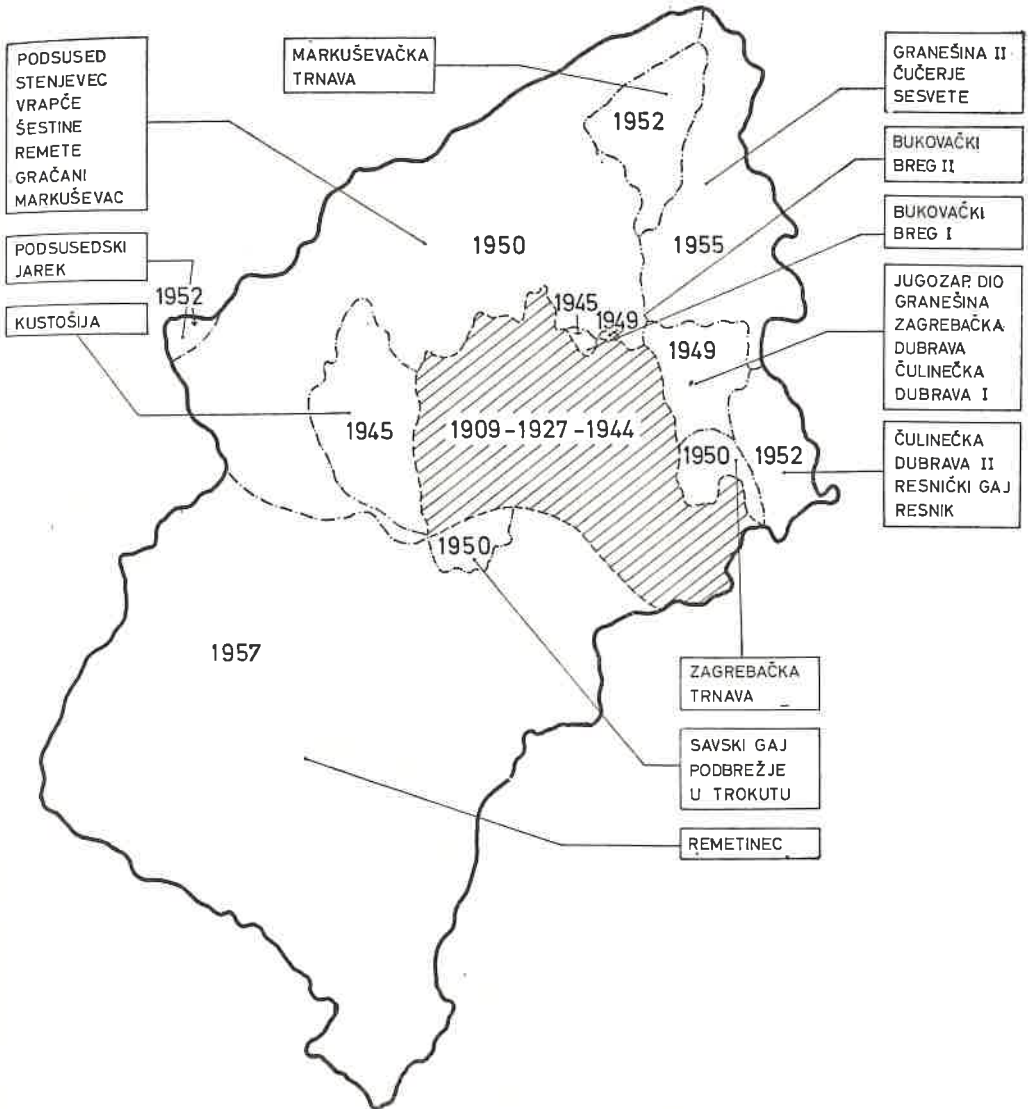 PODSUSED
STENJEVEC
VRAPČE
ŠESTINE
REMETE
GRAČANI
MARKUŠEVAC
MARKUŠEVAČKA
TRNAVA
GRANEŠINA II
ČUČERJE
SESVETE
BUKOVAČKI
BREG II
BUKOVAČKI
BREG I
PODSUSEDSKI
JAREK
KUSTOŠIJA
JUGOZAP. DIO
GRANEŠINA
ZAGREBAČKA
DUBRAVA
ČULINEČKA
DUBRAVA I
ČULINEČKA
DUBRAVA II
RESNIČKI GAJ
RESNIK
ZAGREBAČKA
TRNAVA
SAVSKI GAJ
PODBREŽJE
U TROKUTU
REMETINEC
1952
1950
1955
1952
1945
1949
1949
1945
1909-1927-1944
1950
1952
1950
1957